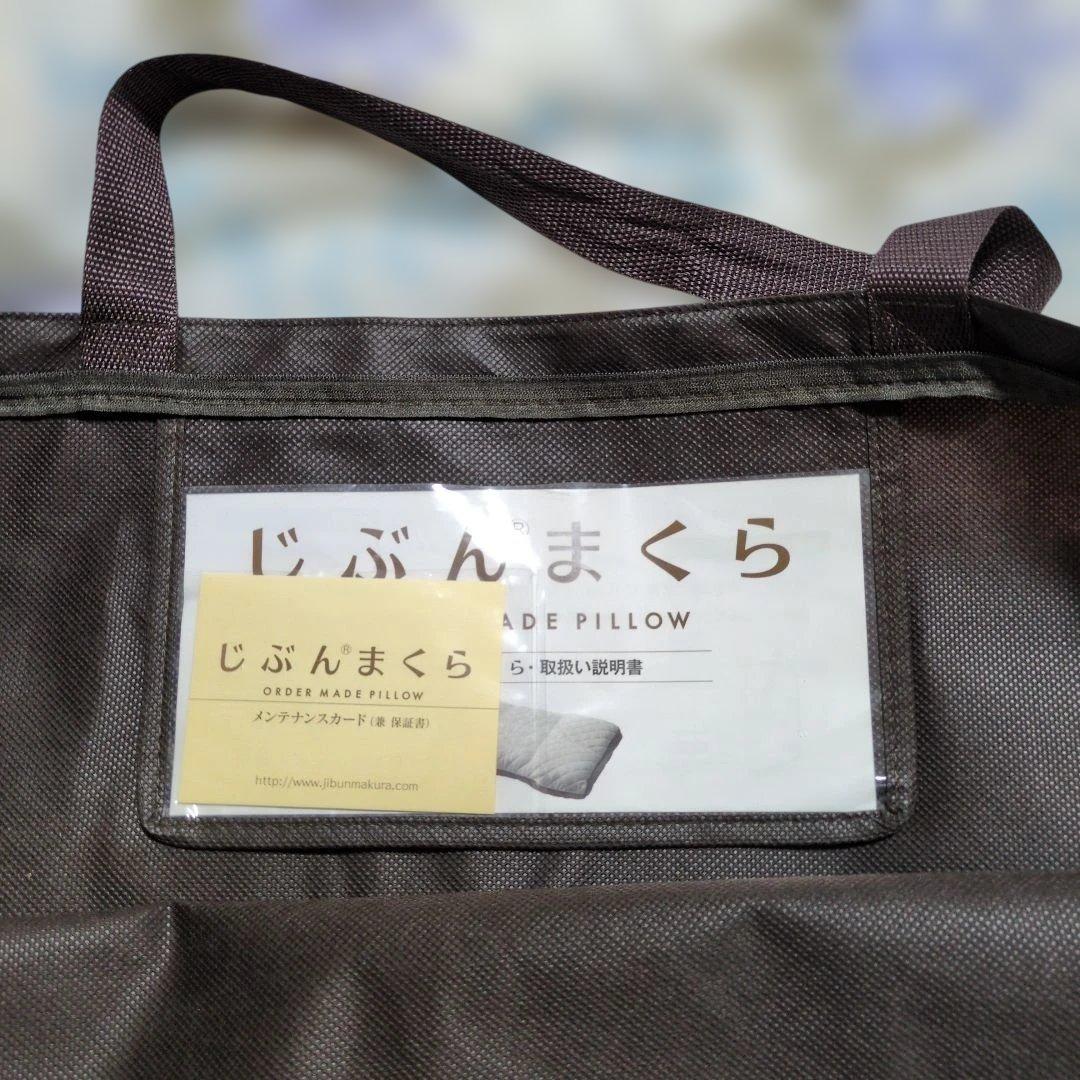 じぶん®まくら
ADE PILLOW
ら・取扱い説明書
じぶん®まくら
ORDER MADE PILLOW
メンテナンスカード(兼 保証書)
http://www.jibunmakura.com